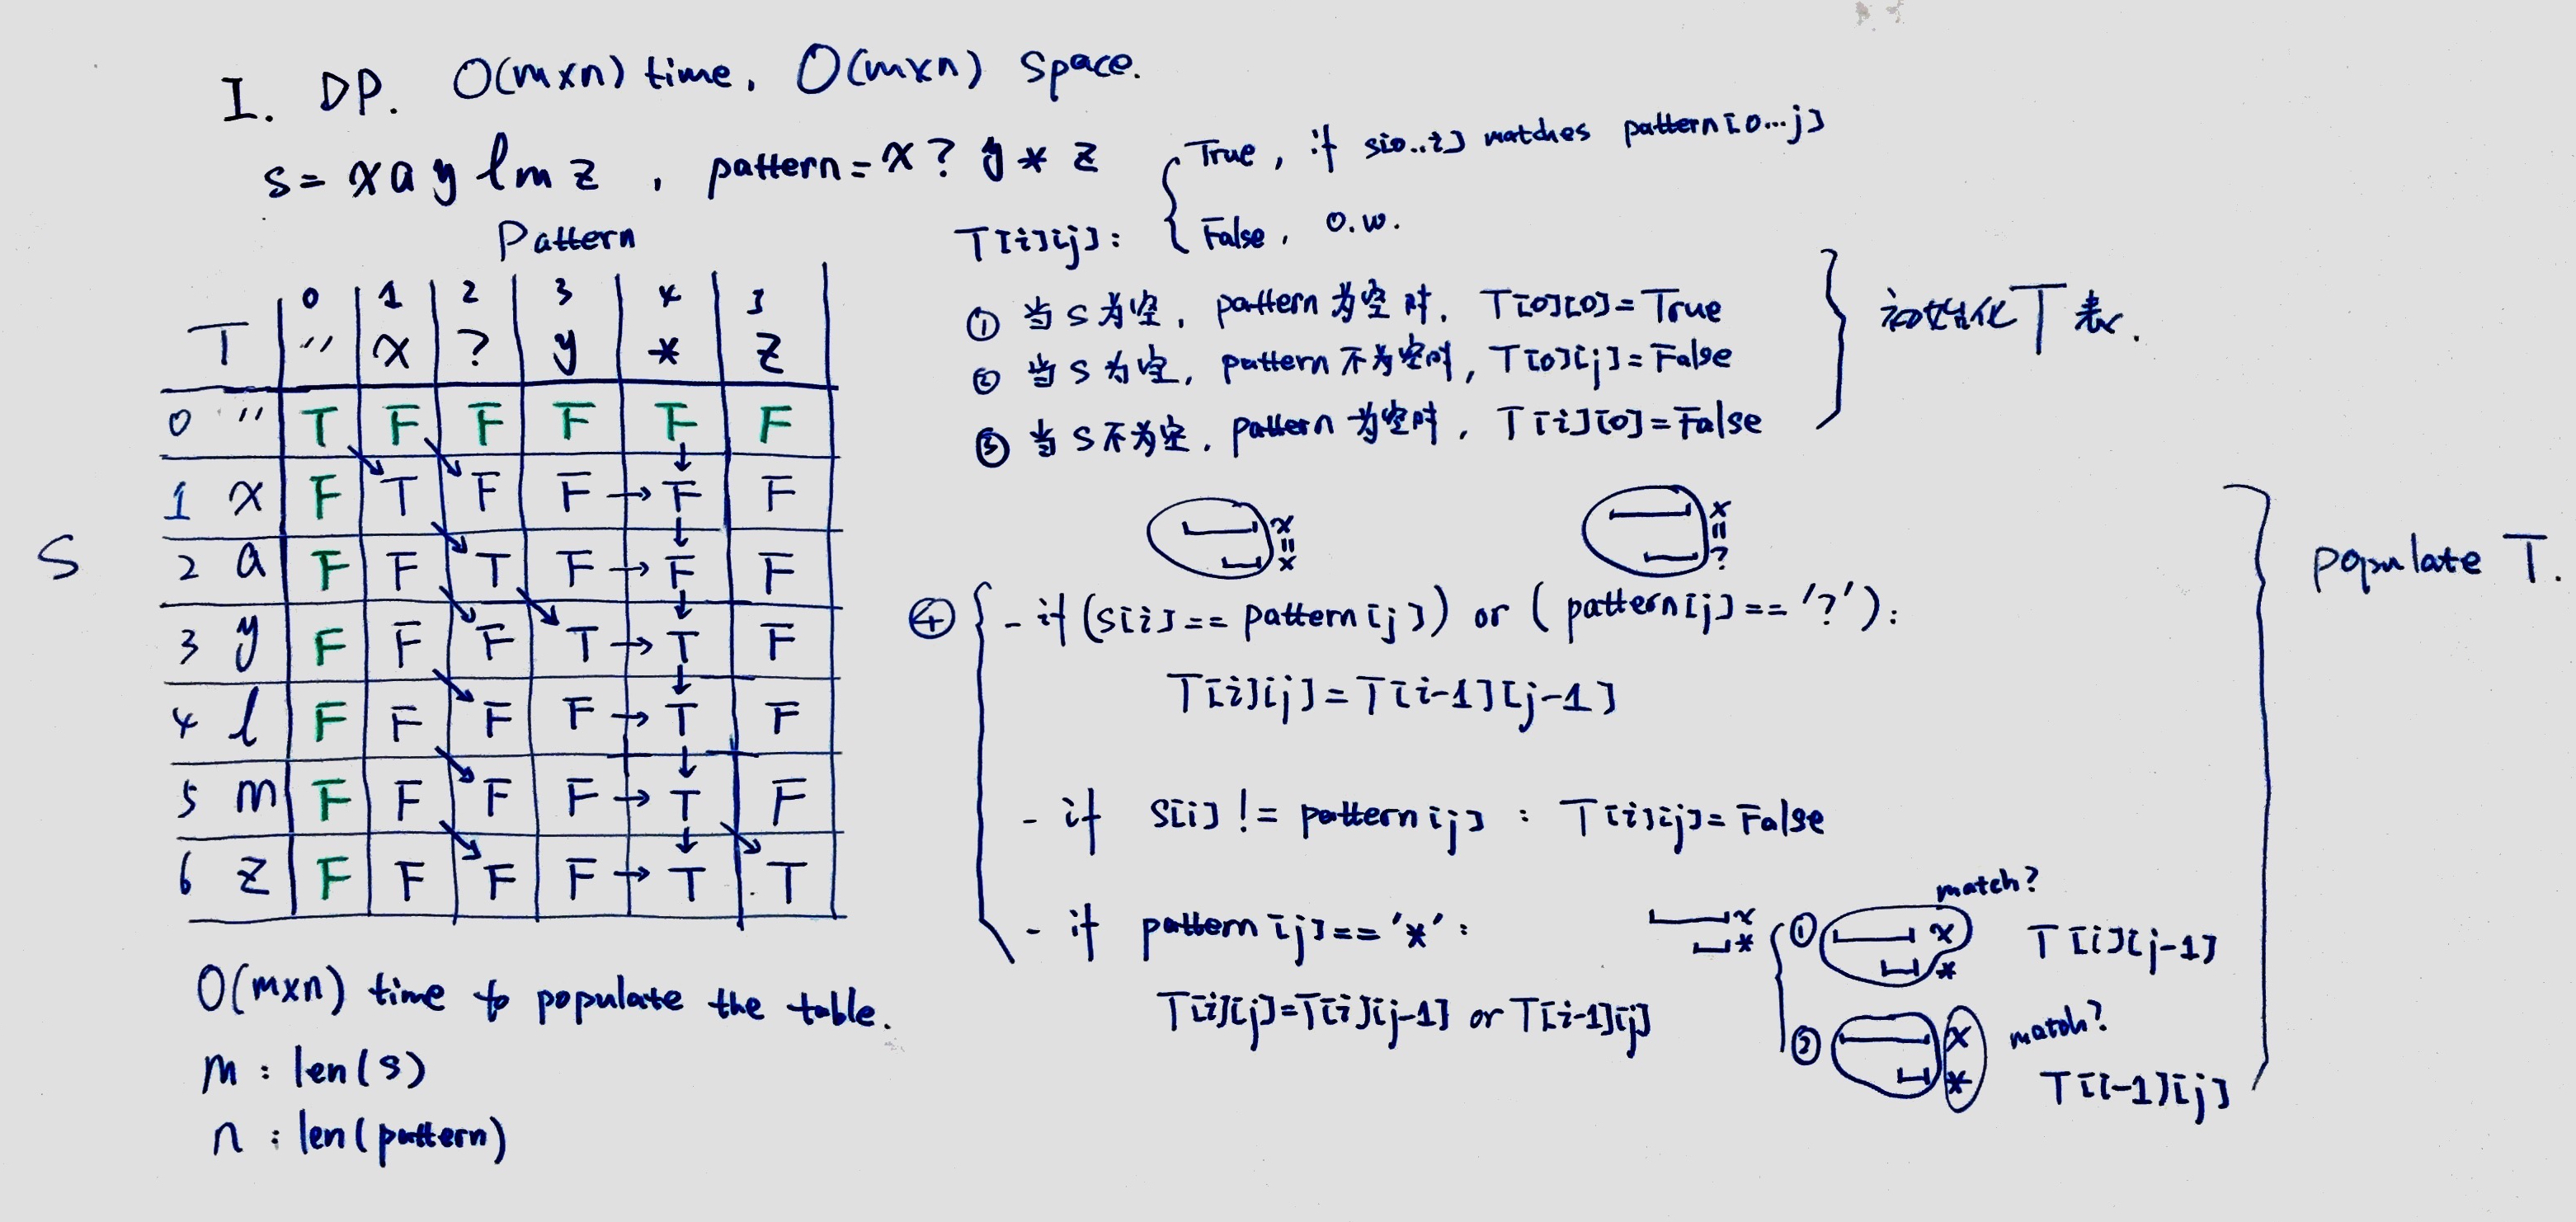 I. DP. O(m×n) time, O(m×n) space.
s = x a y l m z , pattern = x ? y * z
T[i][j]: { True, if s[0..i] matches pattern[0...j]
False, o.w.
Pattern
T 0 '' 1 x 2 ? 3 y 4 * 5 z
S
0 '' T F F F F F
1 x F T F F → F F
2 a F F T F → F F
3 y F F F T → T F
4 l F F F F → T F
5 m F F F F → T F
6 z F F F F → T T
O(m×n) time to populate the table.
m : len(s)
n : len(pattern)
① 当 s 为空, pattern 为空时, T[0][0] = True
② 当 s 为空, pattern 不为空时, T[0][j] = False
③ 当 s 不为空, pattern 为空时, T[i][0] = False
初始化 T 表.
x = x
x = ?
④ - if (s[i] == pattern[j]) or (pattern[j] == '?'):
T[i][j] = T[i-1][j-1]
- if s[i] != pattern[j] : T[i][j] = False
- if pattern[j] == '*' :
T[i][j] = T[i][j-1] or T[i-1][j]
x
*
① x * match? T[i][j-1]
② x * match? T[i-1][j]
populate T.